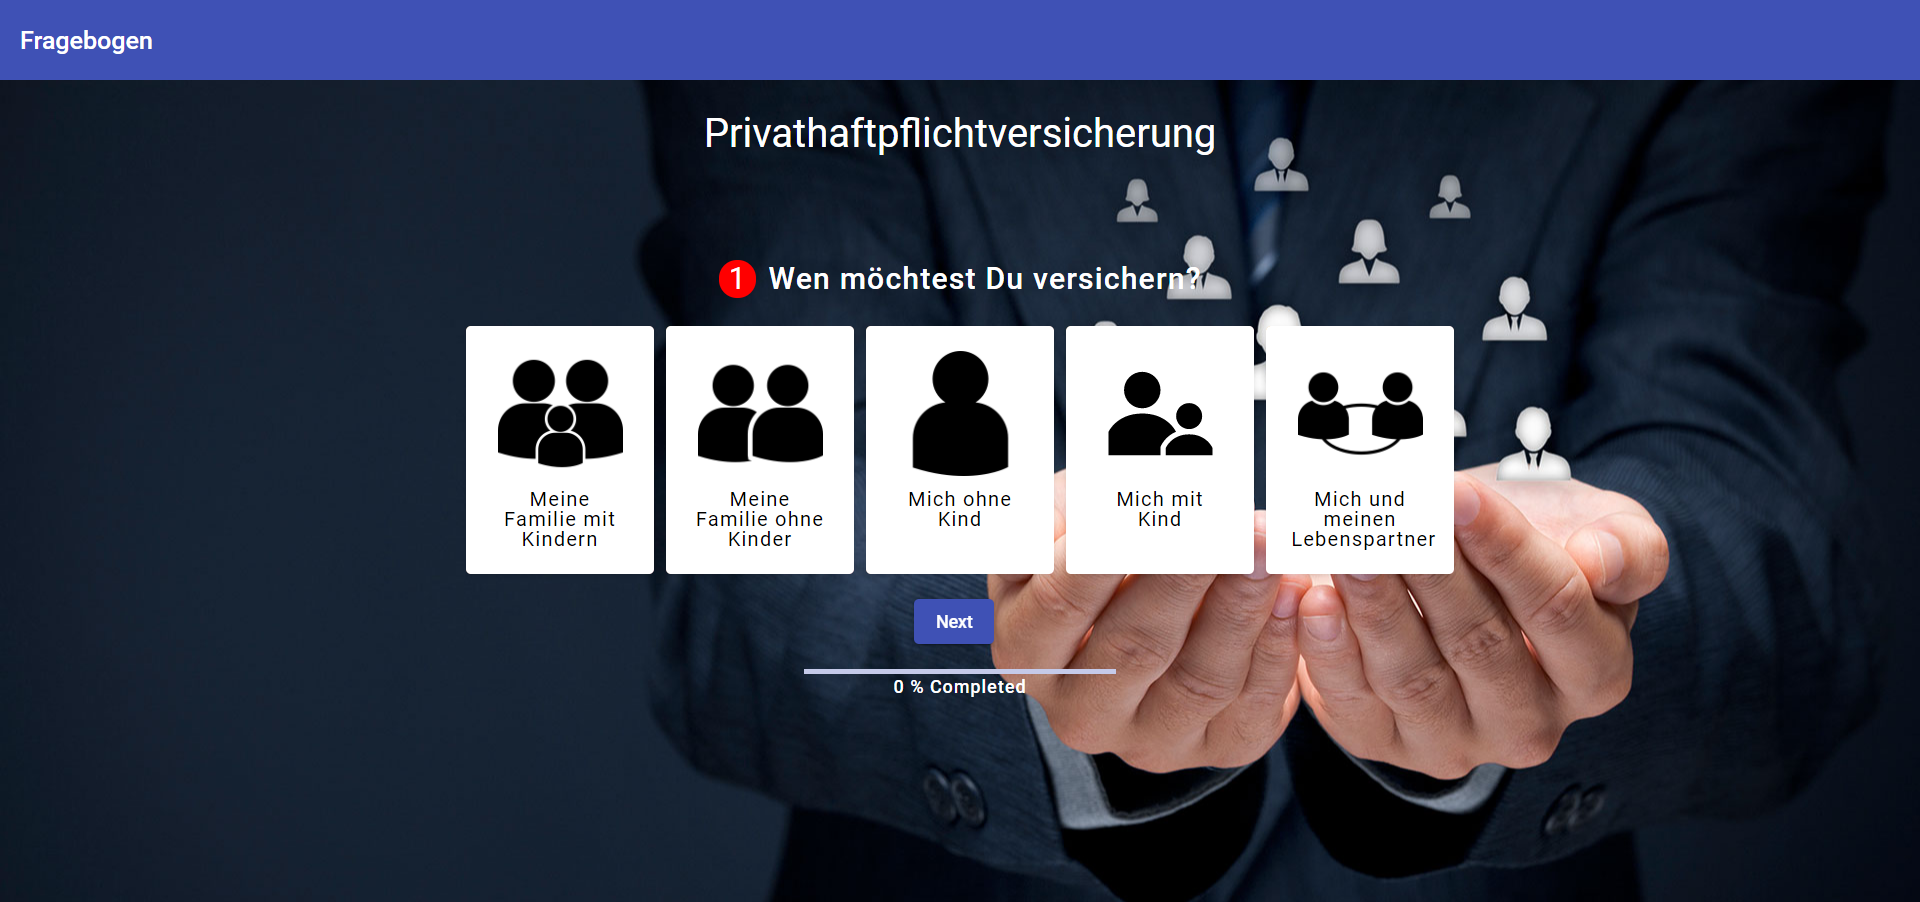 Fragebogen
Privathaftpflichtversicherung
1 Wen möchtest Du versichern?
Meine
Familie mit
Kindern
Meine
Familie ohne
Kinder
Mich ohne
Kind
Mich mit
Kind
Mich und
meinen
Lebenspartner
Next
0 % Completed